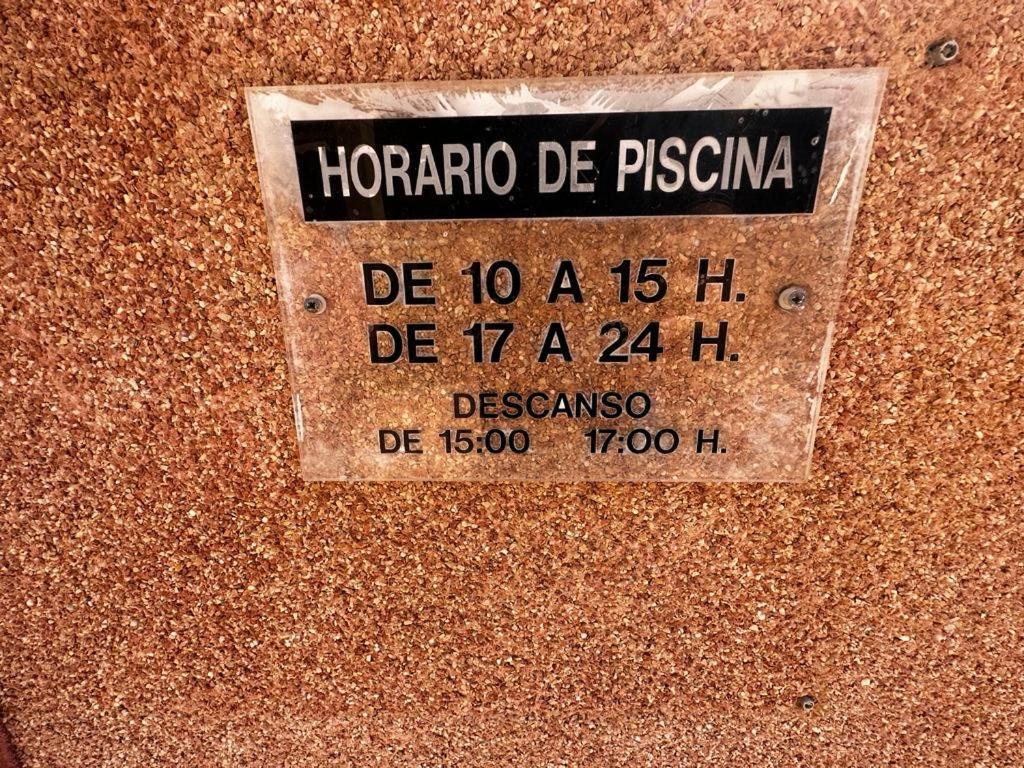 HORARIO DE PISCINA
DE 10 A 15 H.
DE 17 A 24 H.
DESCANSO
DE 15:00 17:00 H.